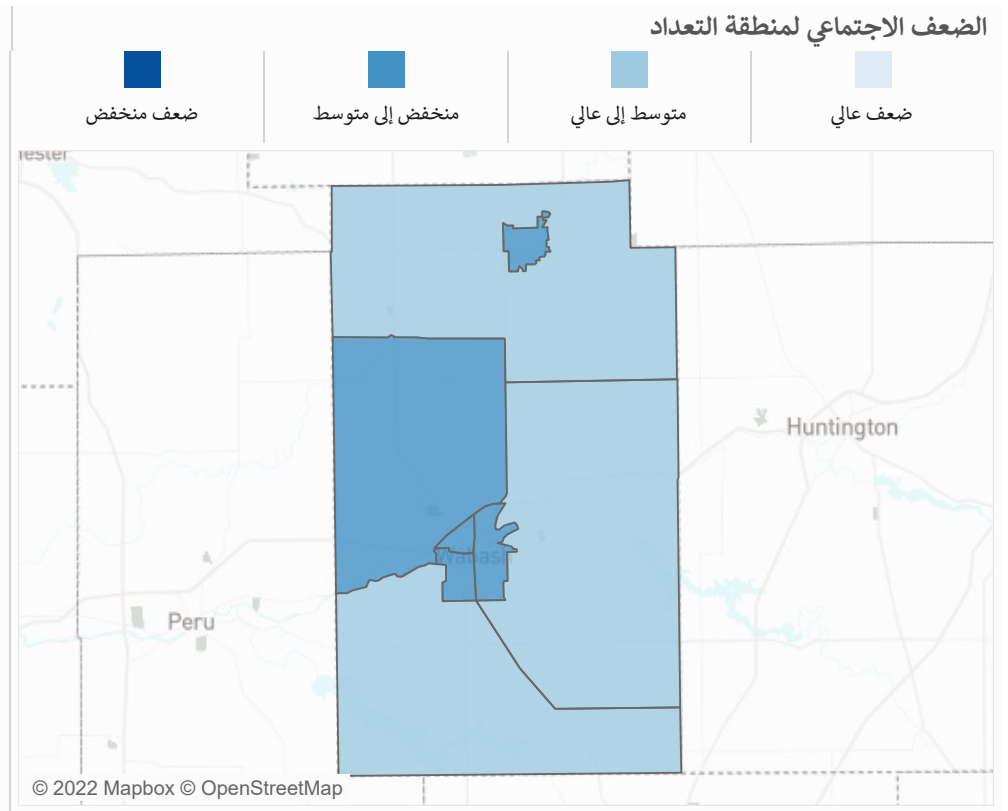 الضعف الاجتماعي لمنطقة التعداد
ضعف عالي
متوسط إلى عالي
منخفض إلى متوسط
ضعف منخفض
Huntington
Wabash
Peru
© 2022 Mapbox © OpenStreetMap